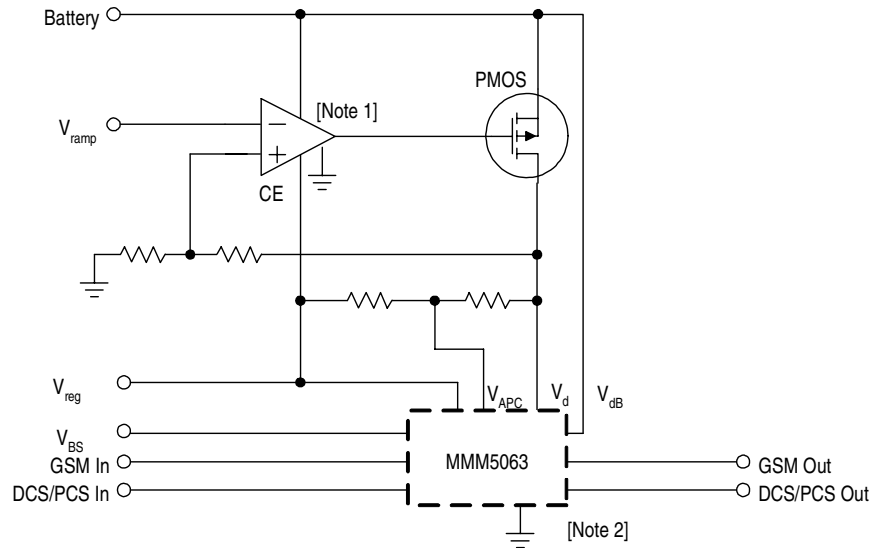 Battery
PMOS
[Note 1]
V_ramp
−
+
CE
V_reg
V_APC
V_d
V_dB
V_BS
GSM In
DCS/PCS In
MMM5063
GSM Out
DCS/PCS Out
[Note 2]